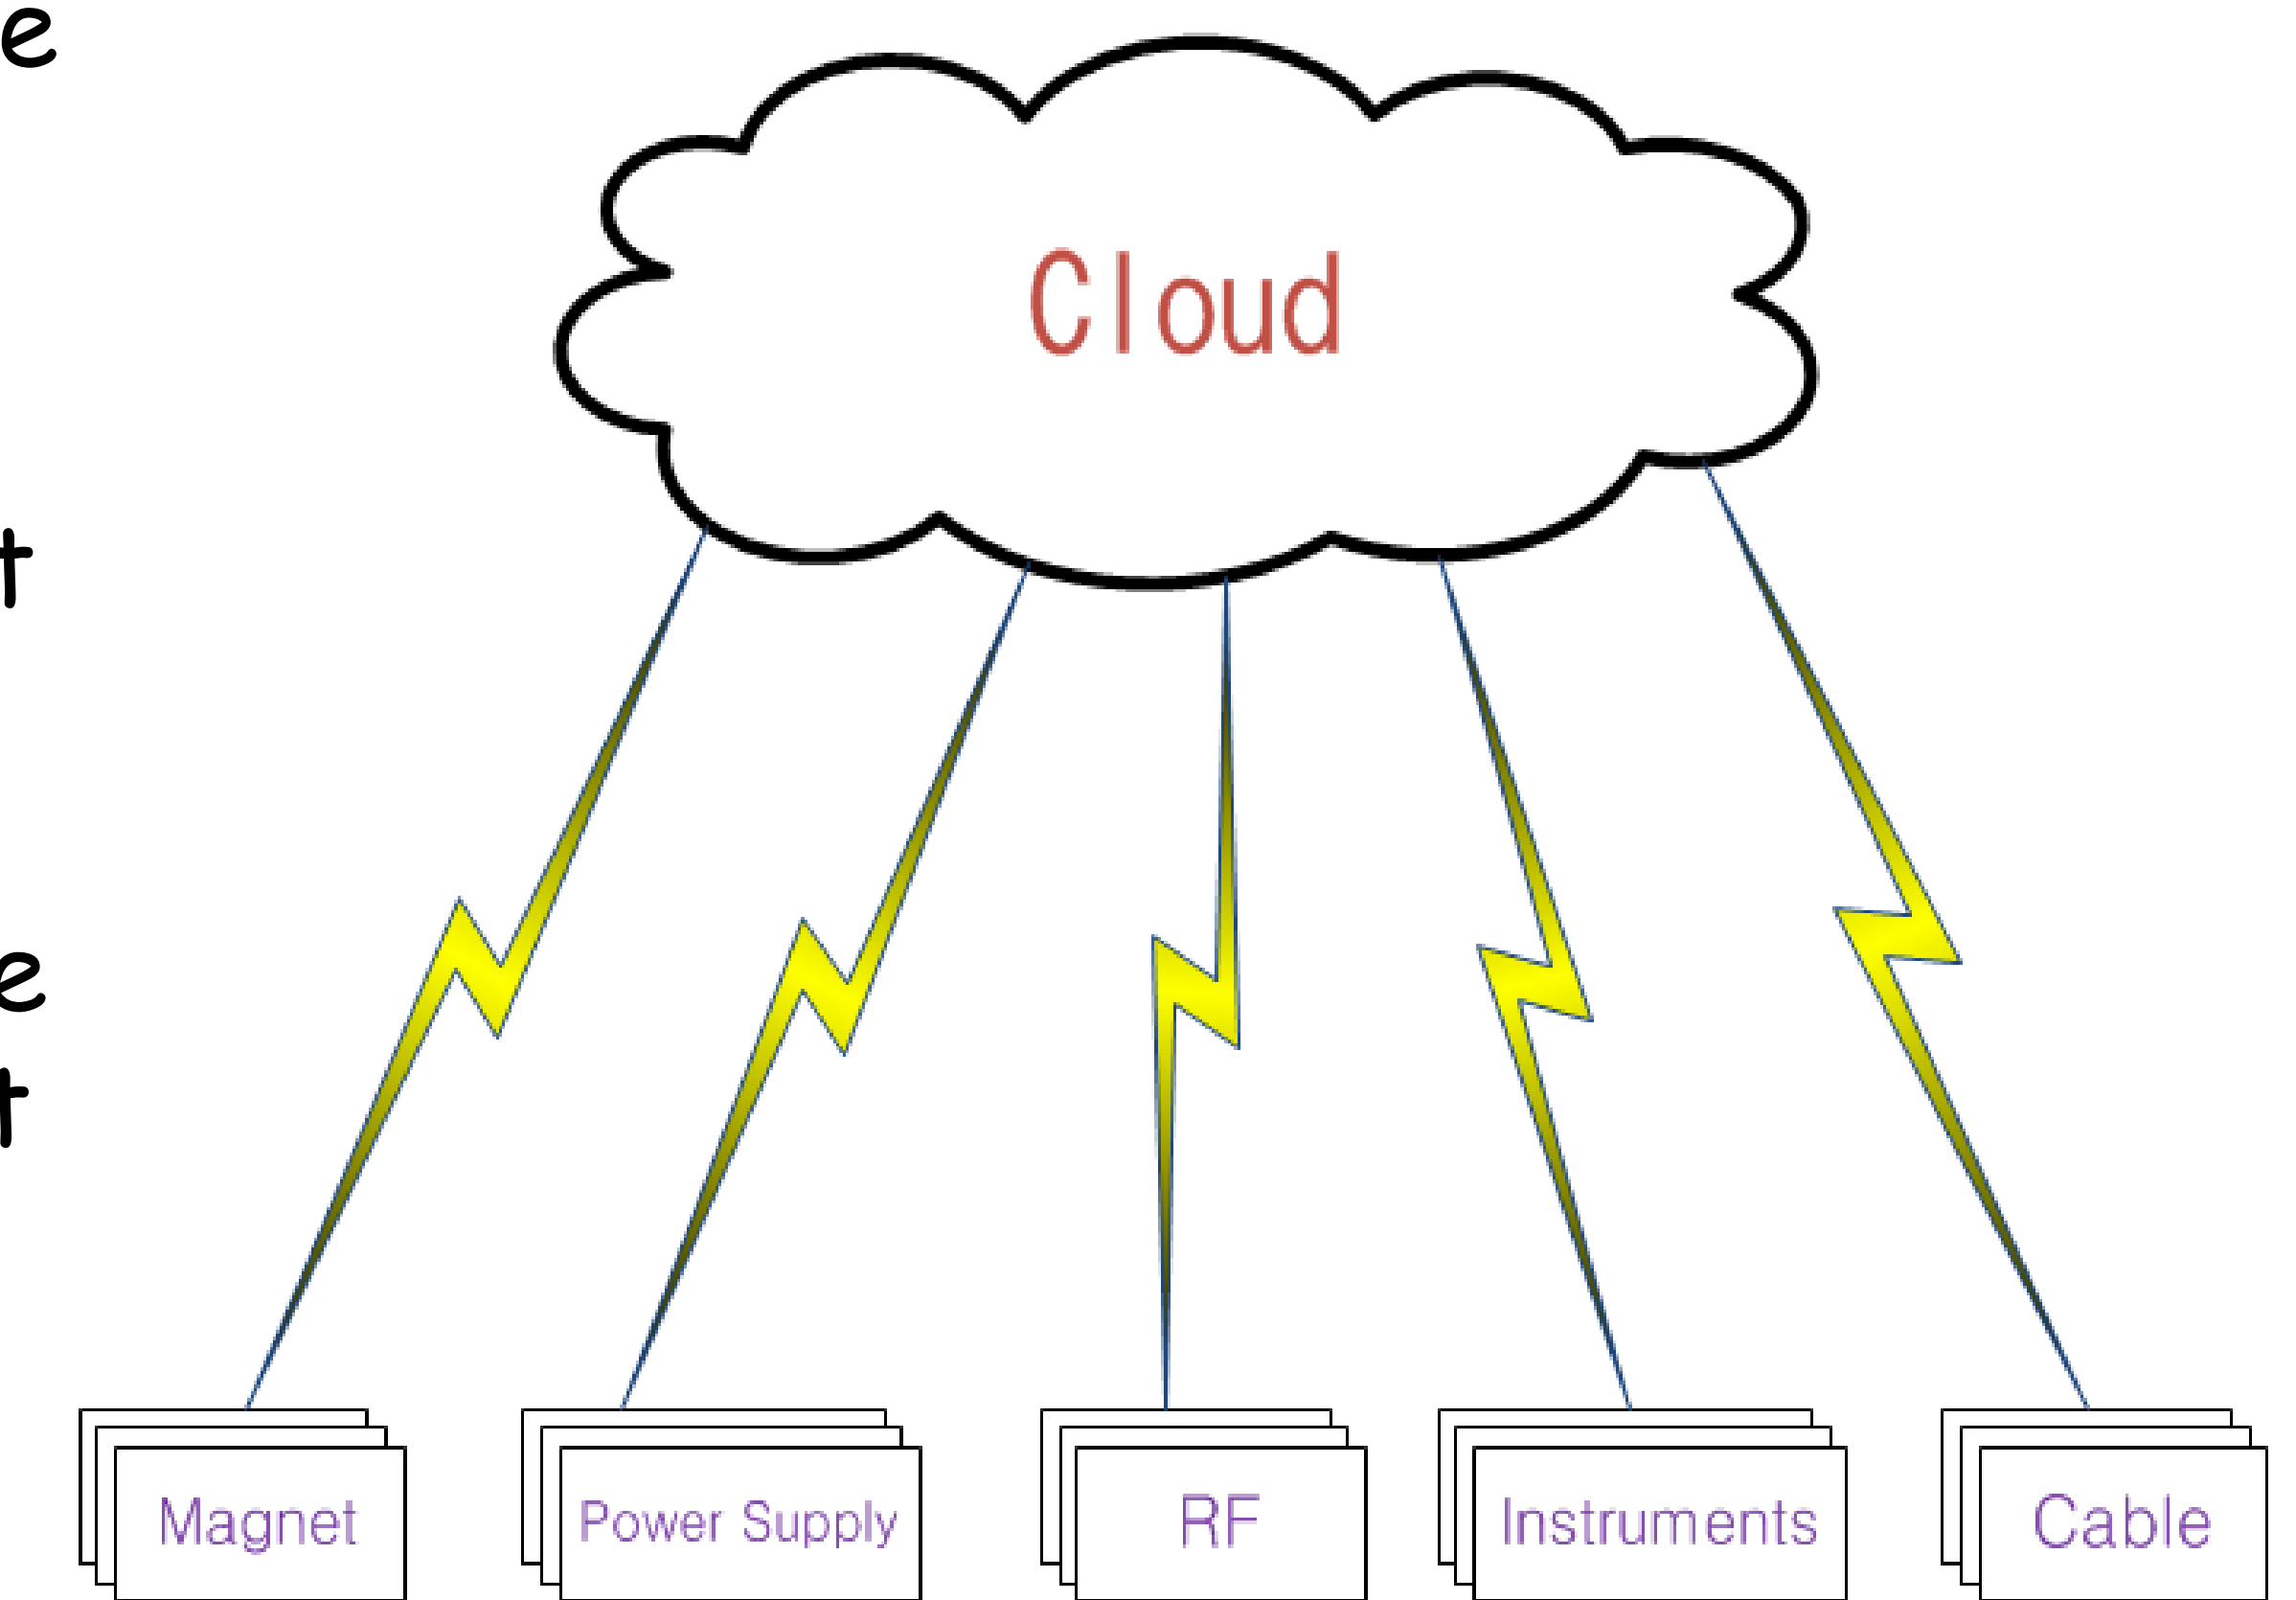 e
Cloud
t
e
t
Magnet
Power Supply
RF
Instruments
Cable